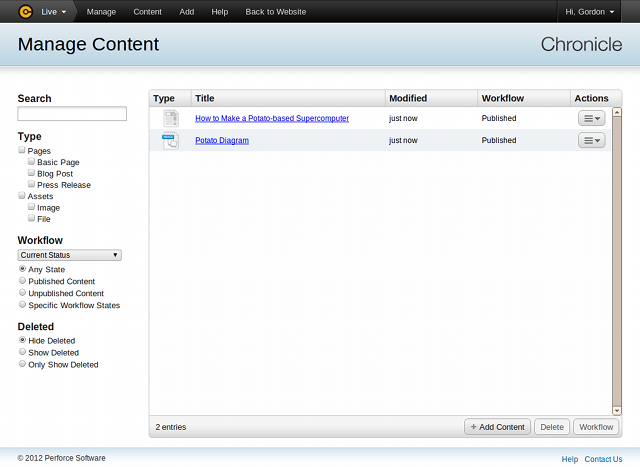 Live Manage Content Add Help Back to Website Hi, Gordon
Manage Content
Chronicle
Search
Type
Pages
Basic Page
Blog Post
Press Release
Assets
Image
File
Workflow
Current Status
Any State
Published Content
Unpublished Content
Specific Workflow States
Deleted
Hide Deleted
Show Deleted
Only Show Deleted
Type Title Modified Workflow Actions
How to Make a Potato-based Supercomputer just now Published
Potato Diagram just now Published
2 entries
Add Content Delete Workflow
© 2012 Perforce Software
Help Contact Us